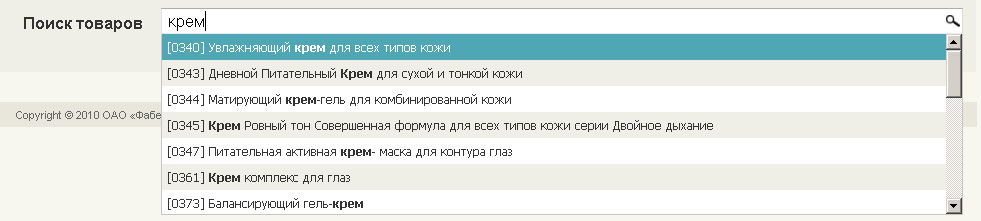 Поиск товаров крем
[0340] Увлажняющий крем для всех типов кожи
[0343] Дневной Питательный Крем для сухой и тонкой кожи
[0344] Матирующий крем-гель для комбинированной кожи
[0345] Крем Ровный тон Совершенная формула для всех типов кожи серии Двойное дыхание
[0347] Питательная активная крем- маска для контура глаз
[0361] Крем комплекс для глаз
[0373] Балансирующий гель-крем
Copyright © 2010 ОАО